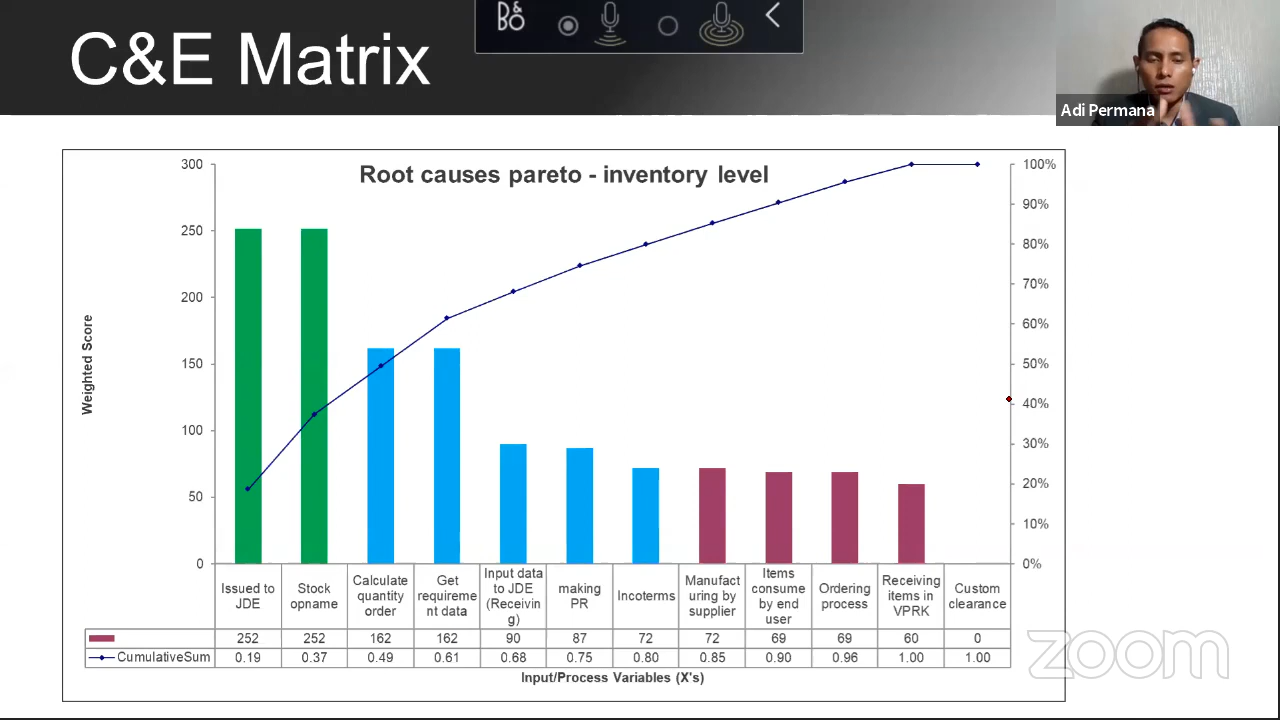 C&E Matrix
B&O
Adi Permana
Root causes pareto - inventory level
300
250
200
150
100
50
0
Weighted Score
100%
90%
80%
70%
60%
50%
40%
30%
20%
10%
0%
Issued to
JDE
Stock
opname
Calculate
quantity
order
Get
requireme
nt data
Input data
to JDE
(Receivin
g)
making
PR
Incoterms
Manufact
uring by
supplier
Items
consume
by end
user
Ordering
process
Receiving
items in
VPRK
Custom
clearance
252 252 162 162 90 87 72 72 69 69 60 0
CumulativeSum 0.19 0.37 0.49 0.61 0.68 0.75 0.80 0.85 0.90 0.96 1.00 1.00
Input/Process Variables (X's)
zoom